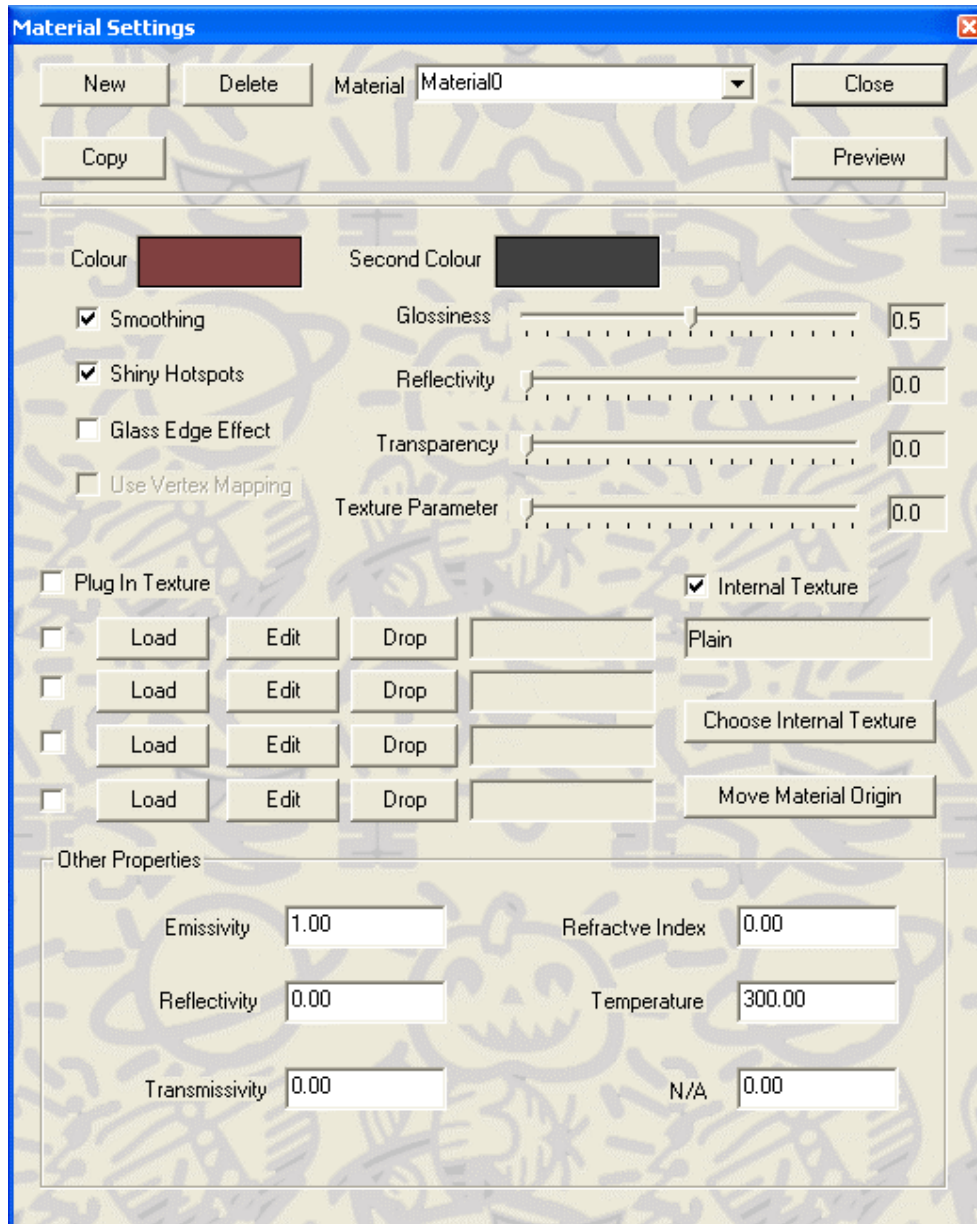 Material Settings
New Delete Material Material0 Close
Copy Preview
Colour Second Colour
Smoothing Glossiness 0.5
Shiny Hotspots Reflectivity 0.0
Glass Edge Effect Transparency 0.0
Use Vertex Mapping Texture Parameter 0.0
Plug In Texture Internal Texture
Load Edit Drop Plain
Load Edit Drop
Choose Internal Texture
Load Edit Drop
Load Edit Drop Move Material Origin
Other Properties
Emissivity 1.00 Refractve Index 0.00
Reflectivity 0.00 Temperature 300.00
Transmissivity 0.00 N/A 0.00